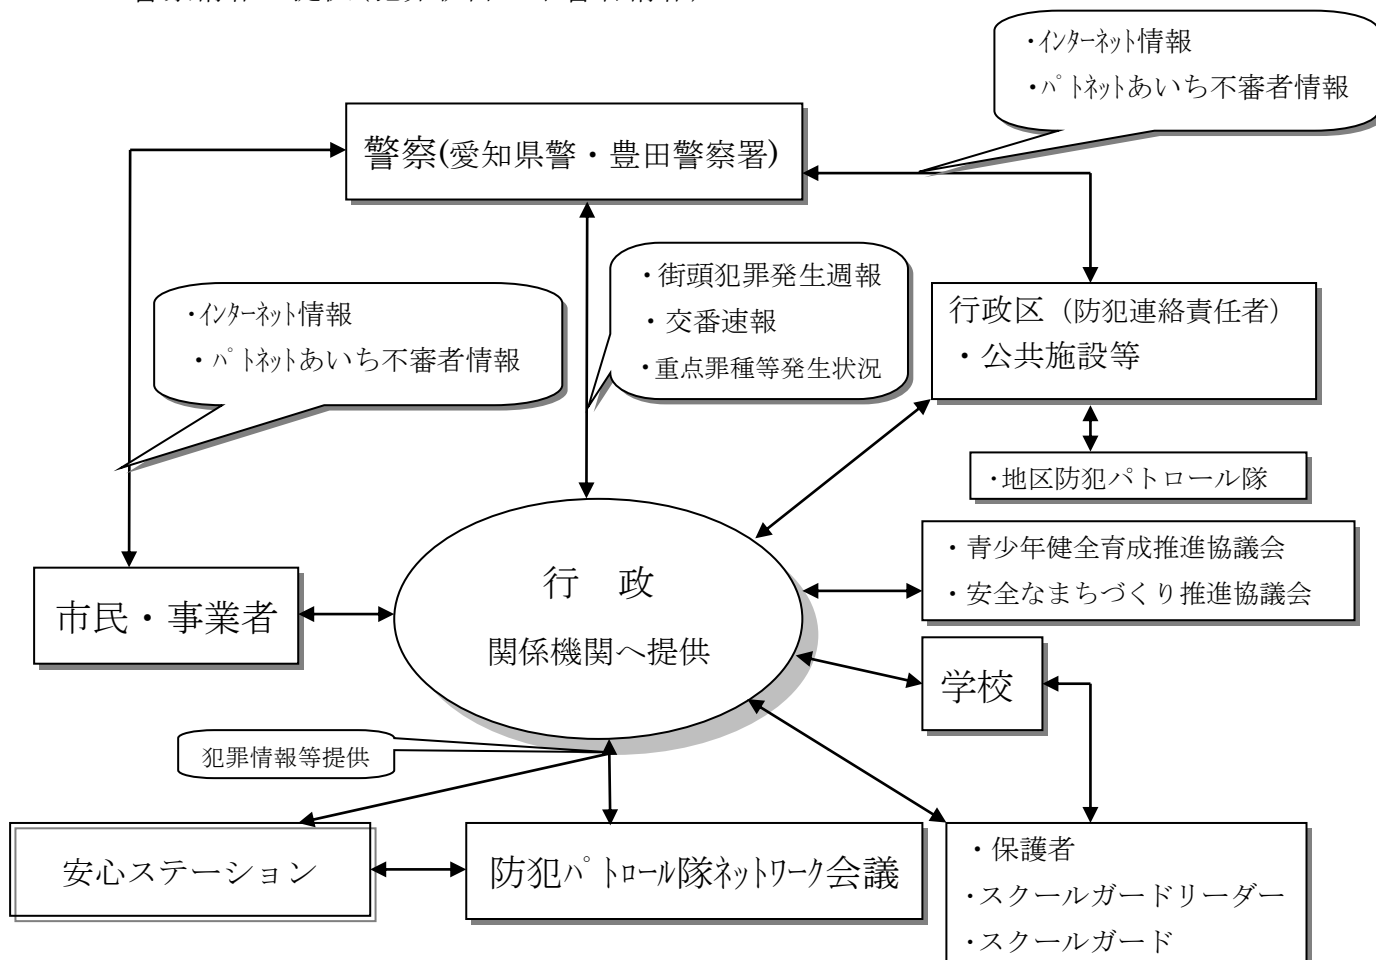 ・インターネット情報
・パトネットあいち不審者情報
警察(愛知県警・豊田警察署)
・街頭犯罪発生週報
・交番速報
・重点罪種等発生状況
・インターネット情報
・パトネットあいち不審者情報
行政区（防犯連絡責任者）
・公共施設等
・地区防犯パトロール隊
・青少年健全育成推進協議会
・安全なまちづくり推進協議会
行　政
関係機関へ提供
市民・事業者
学校
犯罪情報等提供
安心ステーション
防犯パトロール隊ネットワーク会議
・保護者
・スクールガードリーダー
・スクールガード